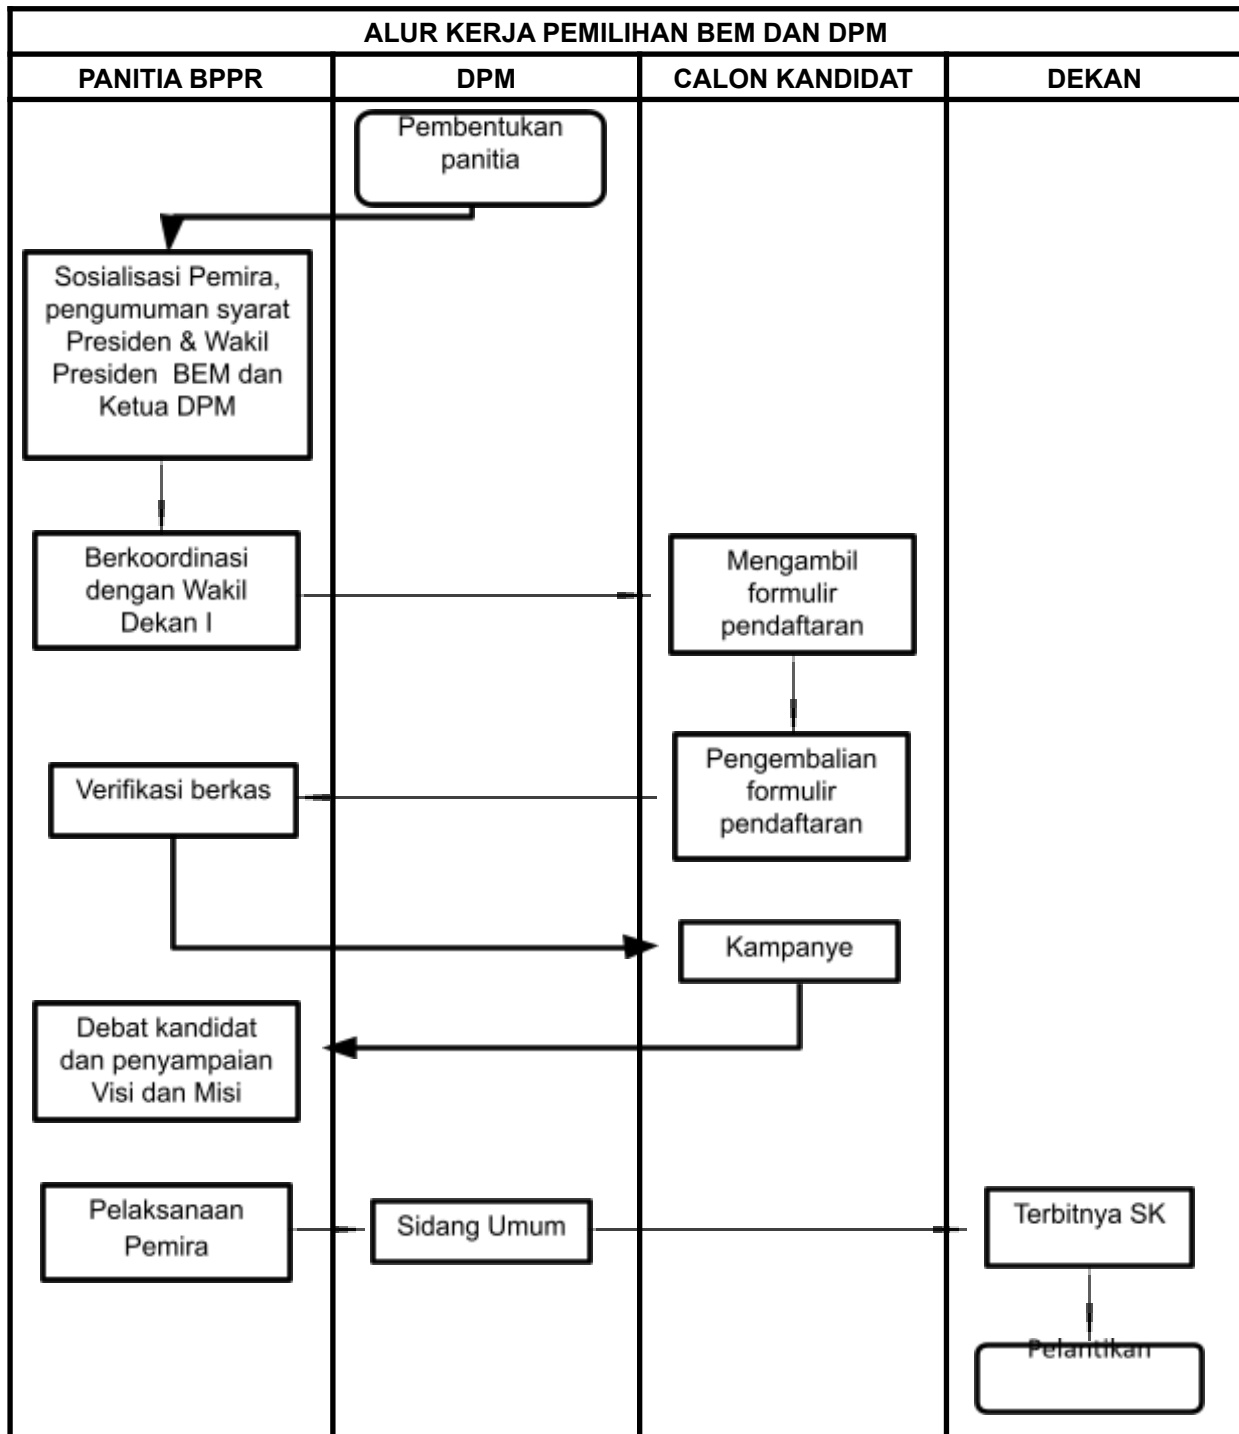 ALUR KERJA PEMILIHAN BEM DAN DPM
PANITIA BPPR
DPM
CALON KANDIDAT
DEKAN
Pembentukan
panitia
Sosialisasi Pemira,
pengumuman syarat
Presiden & Wakil
Presiden BEM dan
Ketua DPM
Berkoordinasi
dengan Wakil
Dekan I
Mengambil
formulir
pendaftaran
Pengembalian
formulir
pendaftaran
Verifikasi berkas
Kampanye
Debat kandidat
dan penyampaian
Visi dan Misi
Pelaksanaan
Pemira
Sidang Umum
Terbitnya SK
Pelantikan